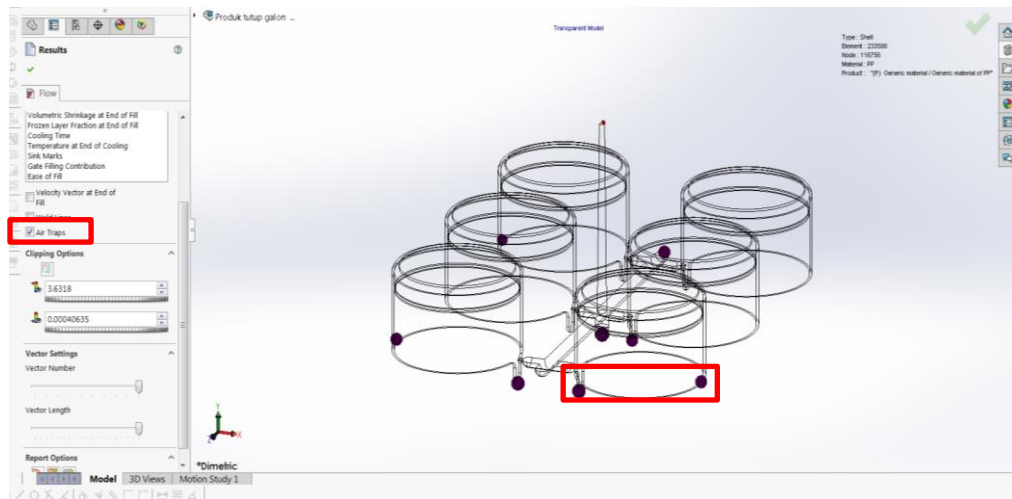 Produk tutup galon ...
Transparent Model
Type : Shell
Element : 233500
Node : 116756
Material : PP
Product : "(P) Generic material / Generic material of PP"
Results
Flow
Volumetric Shrinkage at End of Fill
Frozen Layer Fraction at End of Fill
Cooling Time
Temperature at End of Cooling
Sink Marks
Gate Filling Contribution
Ease of Fill
Velocity Vector at End of
Fill
Weld Lines
Air Traps
Clipping Options
3.6318
0.00040635
Vector Settings
Vector Number
Vector Length
Report Options
Y
X
Z
*Dimetric
Model
3D Views
Motion Study 1